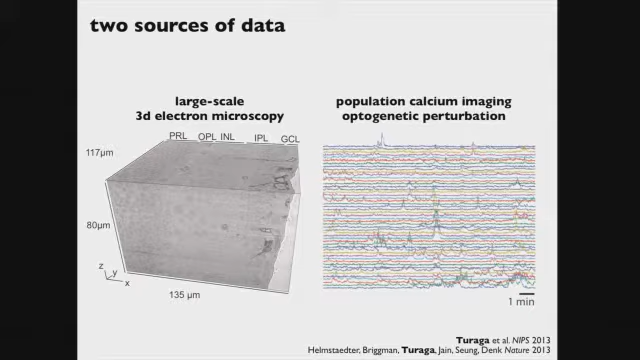 two sources of data
large-scale
3d electron microscopy
population calcium imaging
optogenetic perturbation
PRL OPL INL IPL GCL
117µm
80µm
z
y
x
135 µm
1 min
Turaga et al. NIPS 2013
Helmstaedter, Briggman, Turaga, Jain, Seung, Denk Nature 2013